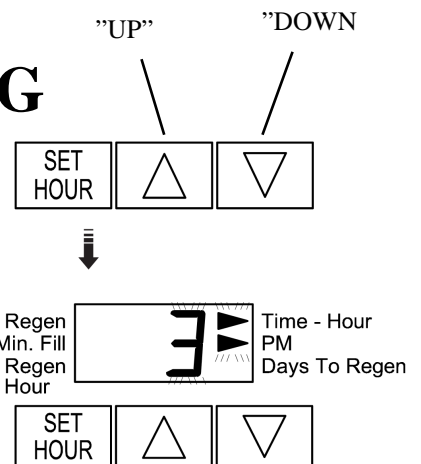 ”UP”
”DOWN
G
SET
HOUR
3
Regen
Min. Fill
Regen
Hour
Time - Hour
PM
Days To Regen
SET
HOUR